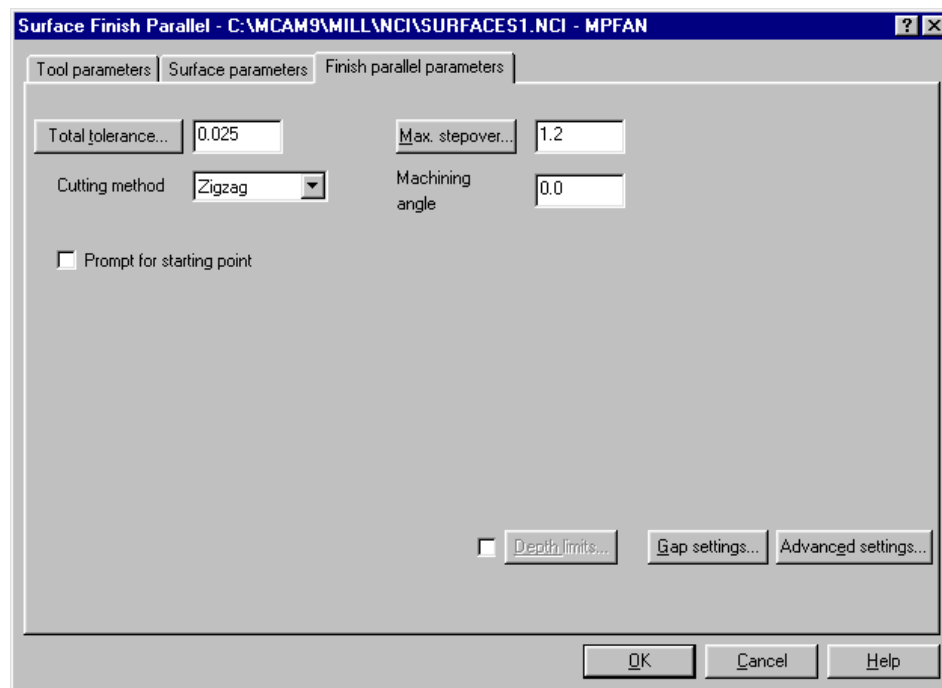 Surface Finish Parallel - C:\MCAM9\MILL\NCI\SURFACES1.NCI - MPFAN
Tool parameters Surface parameters Finish parallel parameters
Total tolerance... 0.025 Max. stepover... 1.2
Cutting method Zigzag Machining angle 0.0
Prompt for starting point
Depth limits... Gap settings... Advanced settings...
OK Cancel Help